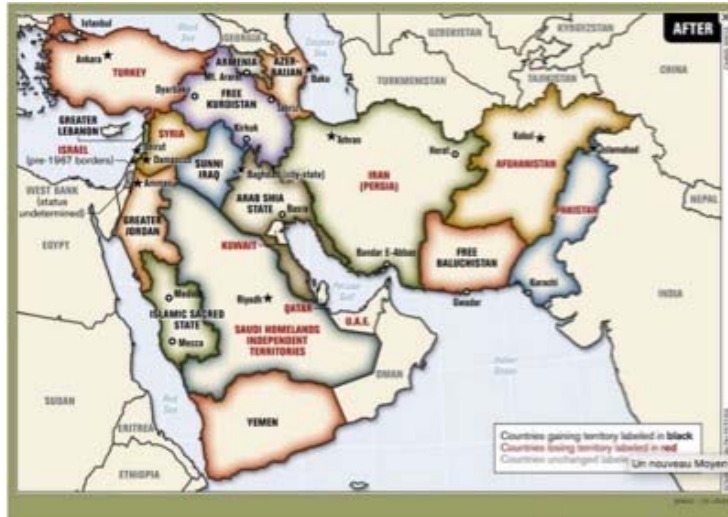 AFTER
Istanbul
Black
Sea
GEORGIA
Caspian
Sea
UZBEKISTAN
KYRGYZSTAN
Ankara
TURKEY
ARMENIA
Mt. Ararat
AZER-
BAIJAN
Baku
TURKMENISTAN
TAJIKISTAN
CHINA
FREE
KURDISTAN
Tabriz
GREATER
LEBANON
SYRIA
Kirkuk
Tehran
Herat
Kabul
Islamabad
ISRAEL
(pre-1967 borders)
Beirut
Damascus
SUNNI
IRAQ
Baghdad (city-state)
IRAN
(PERSIA)
AFGHANISTAN
WEST BANK
(status
undetermined)
Amman
ARAB SHIA
STATE
Basra
PAKISTAN
NEPAL
EGYPT
GREATER
JORDAN
KUWAIT
Bandar E-Abbas
FREE
BALUCHISTAN
Persian
Gulf
Karachi
Gwadar
INDIA
Medina
ISLAMIC SACRED
STATE
Mecca
Riyadh
QATAR
U.A.E.
SAUDI HOMELANDS
INDEPENDENT
TERRITORIES
OMAN
SUDAN
Red
Sea
YEMEN
ERITREA
ETHIOPIA
Countries gaining territory labeled in black
Countries losing territory labeled in red
Countries unchanged
Un nouveau Moyen